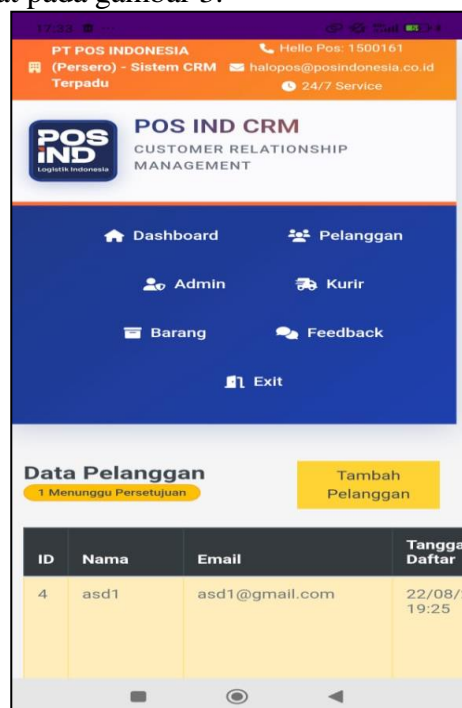 at pada gambar 5.
17:33
PT POS INDONESIA
(Persero) - Sistem CRM
Terpadu
Hello Pos: 1500161
halopos@posindonesia.co.id
24/7 Service
POS
IND
Logistik Indonesia
POS IND CRM
CUSTOMER RELATIONSHIP
MANAGEMENT
Dashboard
Pelanggan
Admin
Kurir
Barang
Feedback
Exit
Data Pelanggan
1 Menunggu Persetujuan
Tambah
Pelanggan
ID Nama Email Tangga
Daftar
4 asd1 asd1@gmail.com 22/08/
19:25